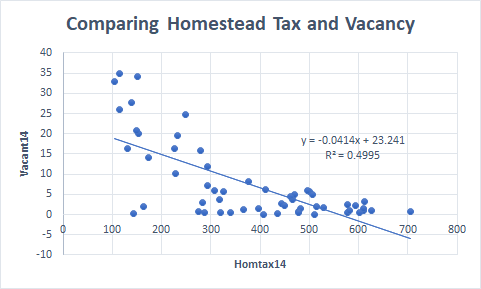 Comparing Homestead Tax and Vacancy
40
35
30
25
20
15
10
5
0
-5
-10
Vacant14
y = -0.0414x + 23.241
R² = 0.4995
0 100 200 300 400 500 600 700 800
Homtax14